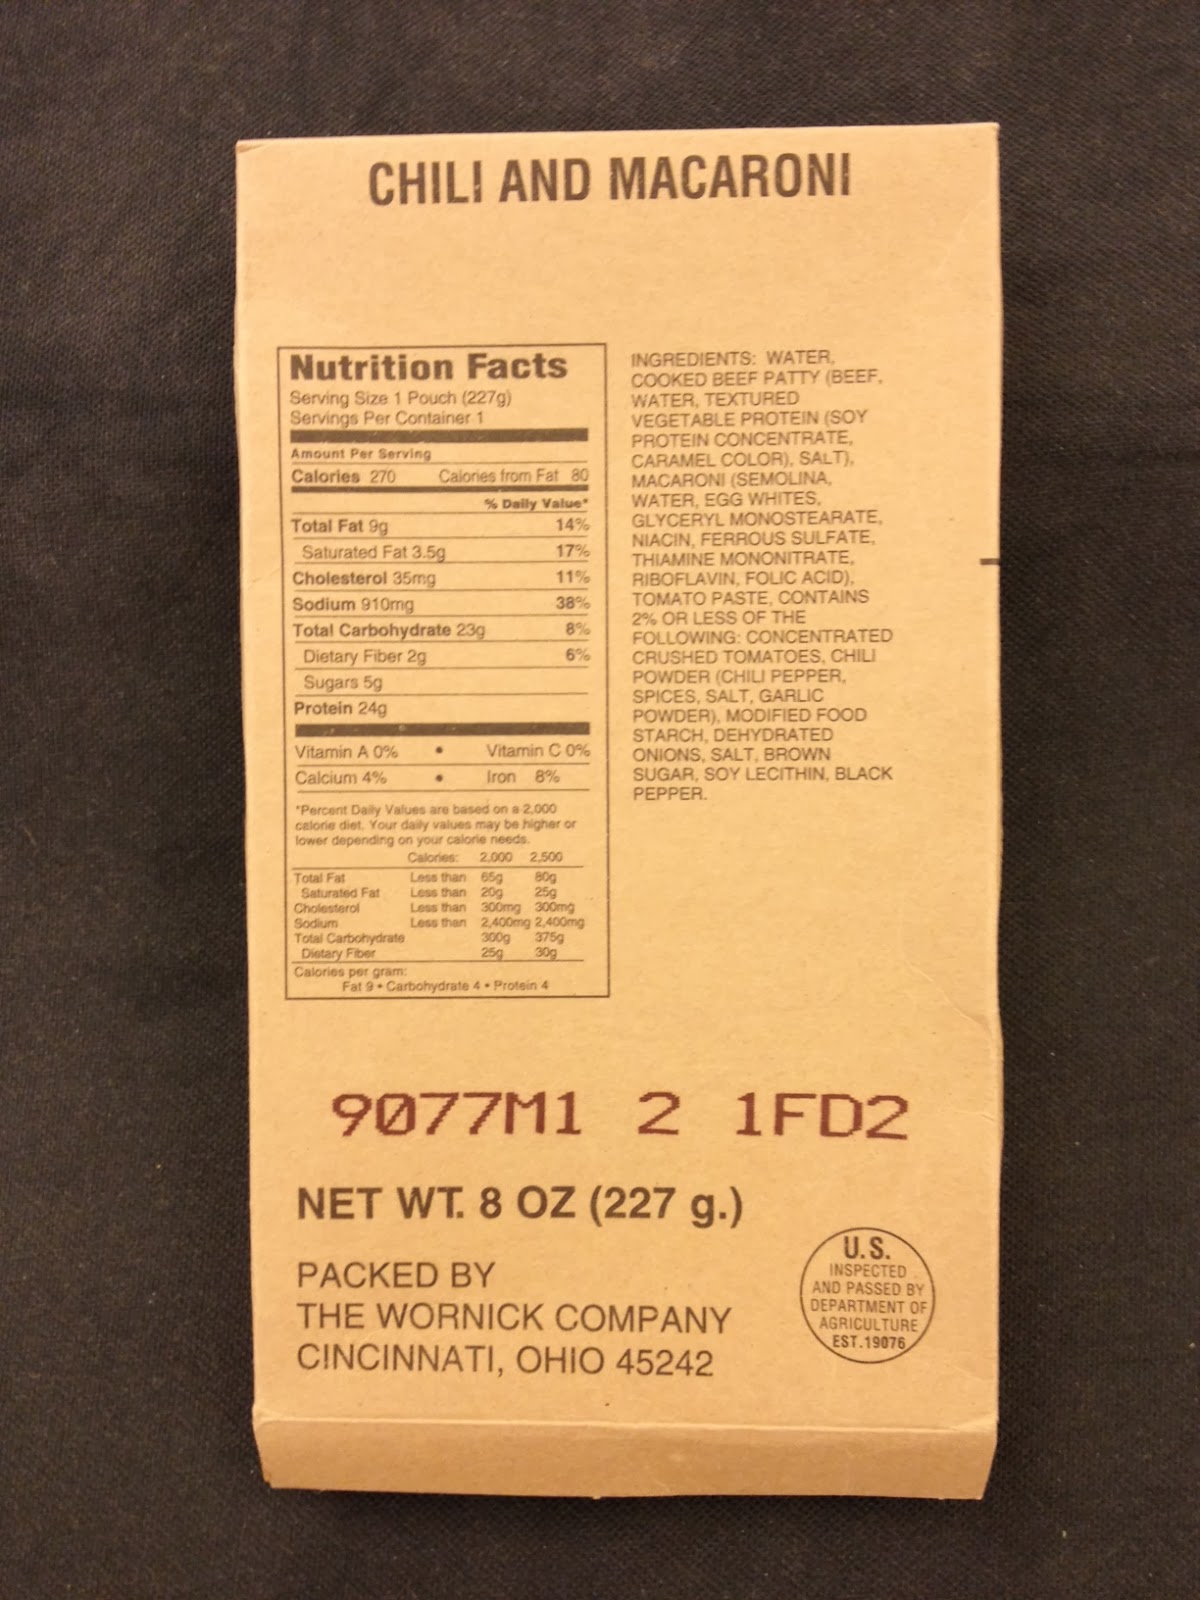 CHILI AND MACARONI
Nutrition Facts
Serving Size 1 Pouch (227g)
Servings Per Container 1
Amount Per Serving
Calories 270 Calories from Fat 80
% Daily Value*
Total Fat 9g 14%
Saturated Fat 3.5g 17%
Cholesterol 35mg 11%
Sodium 910mg 38%
Total Carbohydrate 23g 8%
Dietary Fiber 2g 6%
Sugars 5g
Protein 24g
Vitamin A 0% • Vitamin C 0%
Calcium 4% • Iron 8%
*Percent Daily Values are based on a 2,000
calorie diet. Your daily values may be higher or
lower depending on your calorie needs.
Calories: 2,000 2,500
Total Fat Less than 65g 80g
Saturated Fat Less than 20g 25g
Cholesterol Less than 300mg 300mg
Sodium Less than 2,400mg 2,400mg
Total Carbohydrate 300g 375g
Dietary Fiber 25g 30g
Calories per gram:
Fat 9 • Carbohydrate 4 • Protein 4
INGREDIENTS: WATER,
COOKED BEEF PATTY (BEEF,
WATER, TEXTURED
VEGETABLE PROTEIN (SOY
PROTEIN CONCENTRATE,
CARAMEL COLOR), SALT),
MACARONI (SEMOLINA,
WATER, EGG WHITES,
GLYCERYL MONOSTEARATE,
NIACIN, FERROUS SULFATE,
THIAMINE MONONITRATE,
RIBOFLAVIN, FOLIC ACID),
TOMATO PASTE, CONTAINS
2% OR LESS OF THE
FOLLOWING: CONCENTRATED
CRUSHED TOMATOES, CHILI
POWDER (CHILI PEPPER,
SPICES, SALT, GARLIC
POWDER), MODIFIED FOOD
STARCH, DEHYDRATED
ONIONS, SALT, BROWN
SUGAR, SOY LECITHIN, BLACK
PEPPER.
9077M1 2 1FD2
NET WT. 8 OZ (227 g.)
PACKED BY
THE WORNICK COMPANY
CINCINNATI, OHIO 45242
U.S.
INSPECTED
AND PASSED BY
DEPARTMENT OF
AGRICULTURE
EST.19076